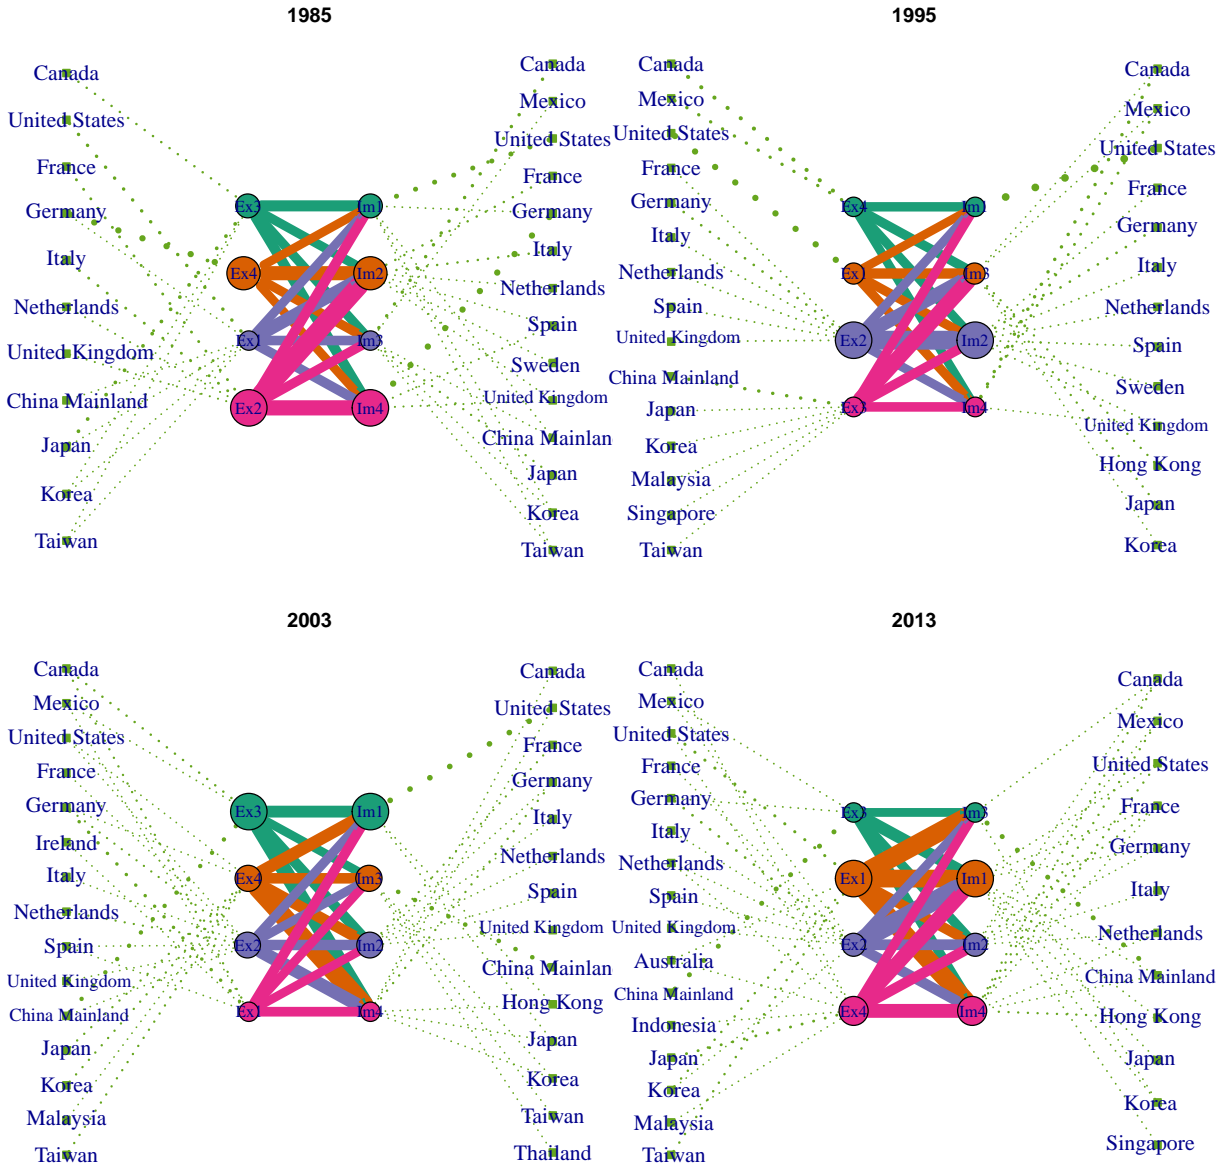 1985
Canada
United States
France
Germany
Italy
Netherlands
United Kingdom
China Mainland
Japan
Korea
Taiwan
Ex3
Ex4
Ex1
Ex2
Im1
Im2
Im3
Im4
Canada
Mexico
United States
France
Germany
Italy
Netherlands
Spain
Sweden
United Kingdom
China Mainlan
Japan
Korea
Taiwan
1995
Canada
Mexico
United States
France
Germany
Italy
Netherlands
Spain
United Kingdom
China Mainland
Japan
Korea
Malaysia
Singapore
Taiwan
Ex4
Ex1
Ex2
Ex3
Im1
Im3
Im2
Im4
Canada
Mexico
United States
France
Germany
Italy
Netherlands
Spain
Sweden
United Kingdom
Hong Kong
Japan
Korea
2003
Canada
Mexico
United States
France
Germany
Ireland
Italy
Netherlands
Spain
United Kingdom
China Mainland
Japan
Korea
Malaysia
Taiwan
Ex3
Ex4
Ex2
Ex1
Im1
Im3
Im2
Im4
Canada
United States
France
Germany
Italy
Netherlands
Spain
United Kingdom
China Mainlan
Hong Kong
Japan
Korea
Taiwan
Thailand
2013
Canada
Mexico
United States
France
Germany
Italy
Netherlands
Spain
United Kingdom
Australia
China Mainland
Indonesia
Japan
Korea
Malaysia
Taiwan
Ex3
Ex1
Ex2
Ex4
Im3
Im1
Im2
Im4
Canada
Mexico
United States
France
Germany
Italy
Netherlands
China Mainland
Hong Kong
Japan
Korea
Singapore